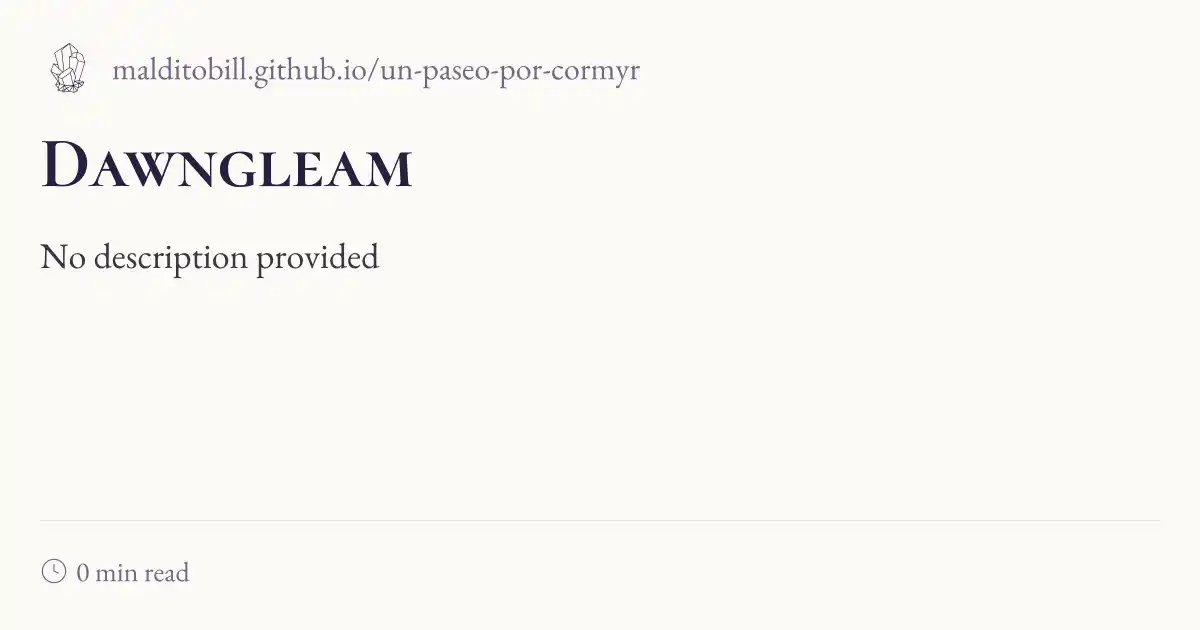 malditobill.github.io/un-paseo-por-cormyr
Dawngleam
No description provided
0 min read